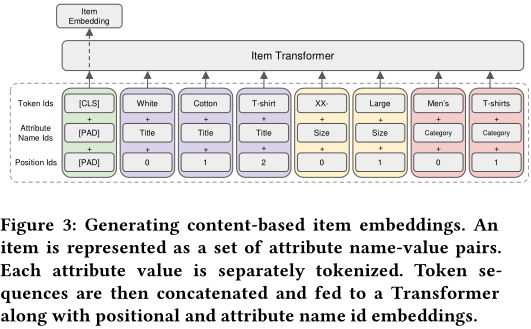 Item
Embedding
Item Transformer
Token Ids [CLS] White Cotton T-shirt XX- Large Men's T-shirts
+ + + + + + + +
Attribute
Name Ids [PAD] Title Title Title Size Size Category Category
+ + + + + + + +
Position Ids [PAD] 0 1 2 0 1 0 1
Figure 3: Generating content-based item embeddings. An
item is represented as a set of attribute name-value pairs.
Each attribute value is separately tokenized. Token se-
quences are then concatenated and fed to a Transformer
along with positional and attribute name id embeddings.